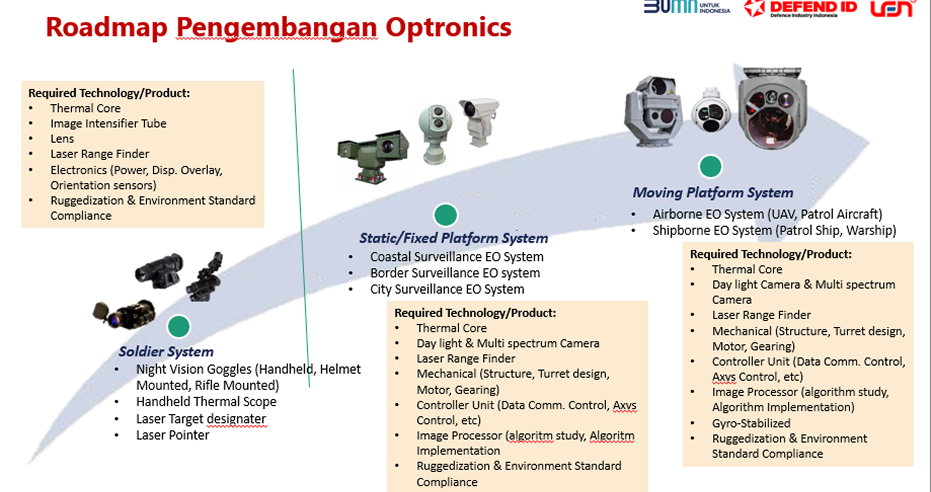 BUMN UNTUK
INDONESIA
DEFEND ID
Defence Industry Indonesia
len
Roadmap Pengembangan Optronics
Required Technology/Product:
• Thermal Core
• Image Intensifier Tube
• Lens
• Laser Range Finder
• Electronics (Power, Disp. Overlay,
Orientation sensors)
• Ruggedization & Environment Standard
Compliance
Soldier System
• Night Vision Goggles (Handheld, Helmet
Mounted, Rifle Mounted)
• Handheld Thermal Scope
• Laser Target designater
• Laser Pointer
Static/Fixed Platform System
• Coastal Surveillance EO System
• Border Surveillance EO system
• City Surveillance EO System
Required Technology/Product:
• Thermal Core
• Day light & Multi spectrum Camera
• Laser Range Finder
• Mechanical (Structure, Turret design,
Motor, Gearing)
• Controller Unit (Data Comm. Control, Axys
Control, etc)
• Image Processor (algoritm study, Algoritm
Implementation
• Ruggedization & Environment Standard
Compliance
Moving Platform System
• Airborne EO System (UAV, Patrol Aircraft)
• Shipborne EO System (Patrol Ship, Warship)
Required Technology/Product:
• Thermal Core
• Day light Camera & Multi spectrum
Camera
• Laser Range Finder
• Mechanical (Structure, Turret design,
Motor, Gearing)
• Controller Unit (Data Comm. Control,
Axys Control, etc)
• Image Processor (algorithm study,
Algorithm Implementation)
• Gyro-Stabilized
• Ruggedization & Environment
Standard Compliance